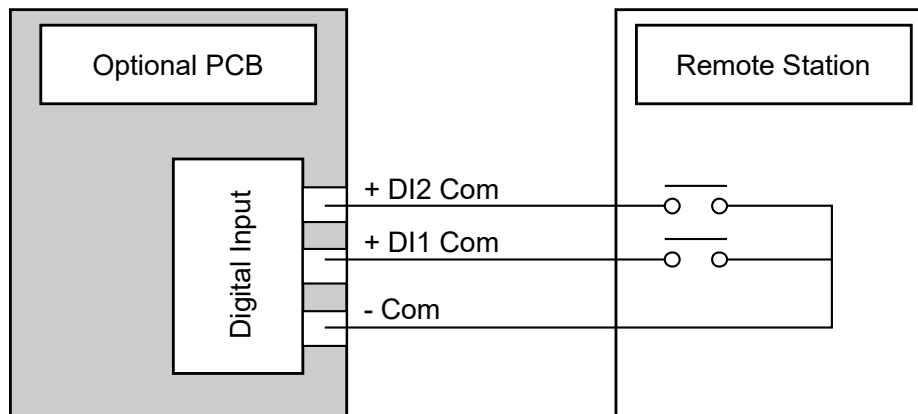 Optional PCB
Remote Station
Digital Input
+ DI2 Com
+ DI1 Com
- Com